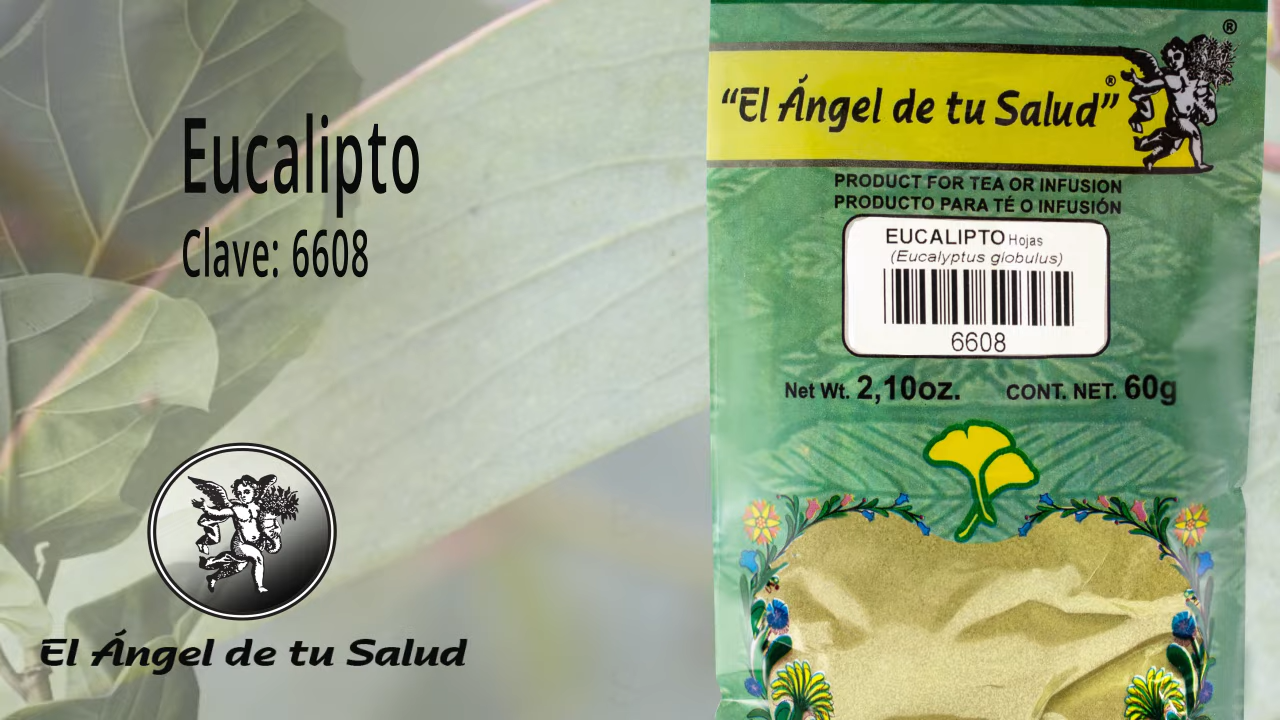 Eucalipto
Clave: 6608
El Ángel de tu Salud
®
"El Ángel de tu Salud"®
PRODUCT FOR TEA OR INFUSION
PRODUCTO PARA TÉ O INFUSIÓN
EUCALIPTO Hojas
(Eucalyptus globulus)
6608
Net Wt. 2,10oz. CONT. NET. 60g